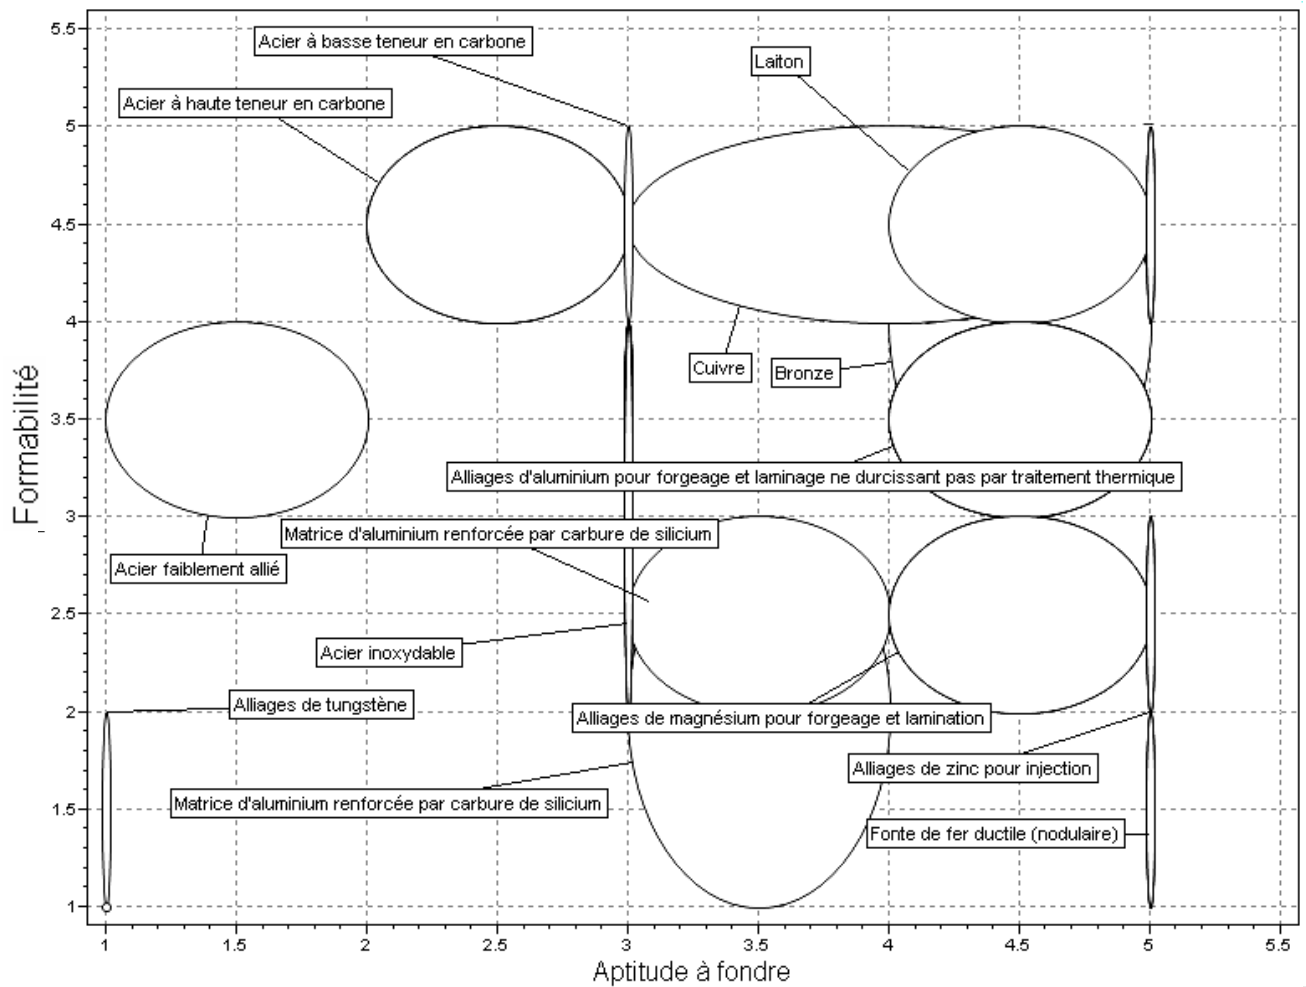 5.5
Acier à basse teneur en carbone
Laiton
Acier à haute teneur en carbone
5
4.5
4
Cuivre
Bronze
Formabilité
3.5
Alliages d'aluminium pour forgeage et laminage ne durcissant pas par traitement thermique
3
Matrice d'aluminium renforcée par carbure de silicium
Acier faiblement allié
2.5
Acier inoxydable
Alliages de tungstène
2
Alliages de magnésium pour forgeage et lamination
Alliages de zinc pour injection
Matrice d'aluminium renforcée par carbure de silicium
1.5
Fonte de fer ductile (nodulaire)
1
1 1.5 2 2.5 3 3.5 4 4.5 5 5.5
Aptitude à fondre